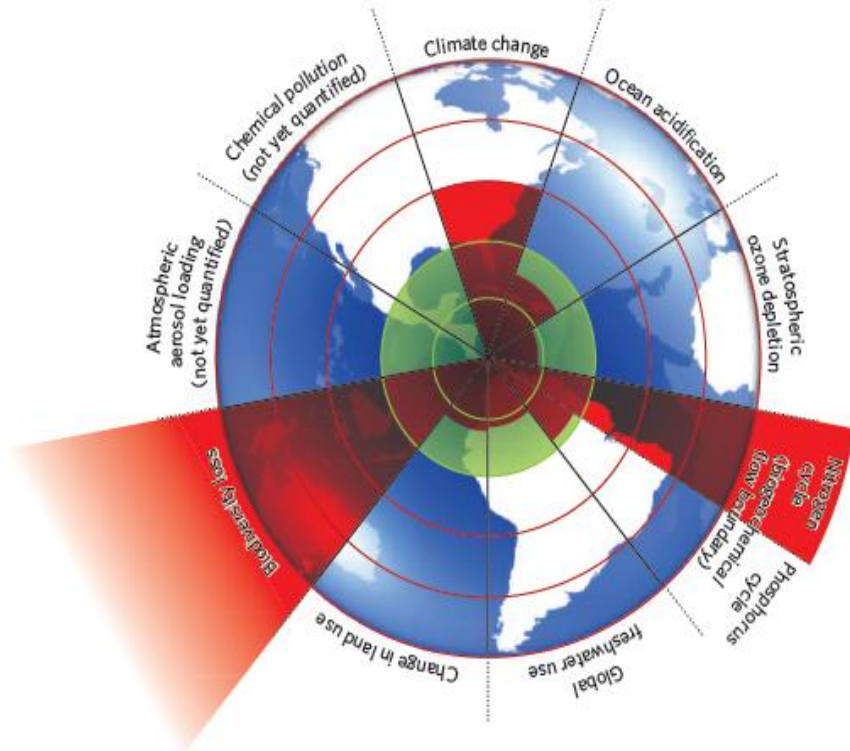 Climate change
Ocean acidification
Stratospheric
ozone depletion
Nitrogen
cycle
(biogeochemical
flow boundary)
Phosphorus
cycle
Global
freshwater use
Change in land use
Biodiversity loss
Atmospheric
aerosol loading
(not yet quantified)
Chemical pollution
(not yet quantified)